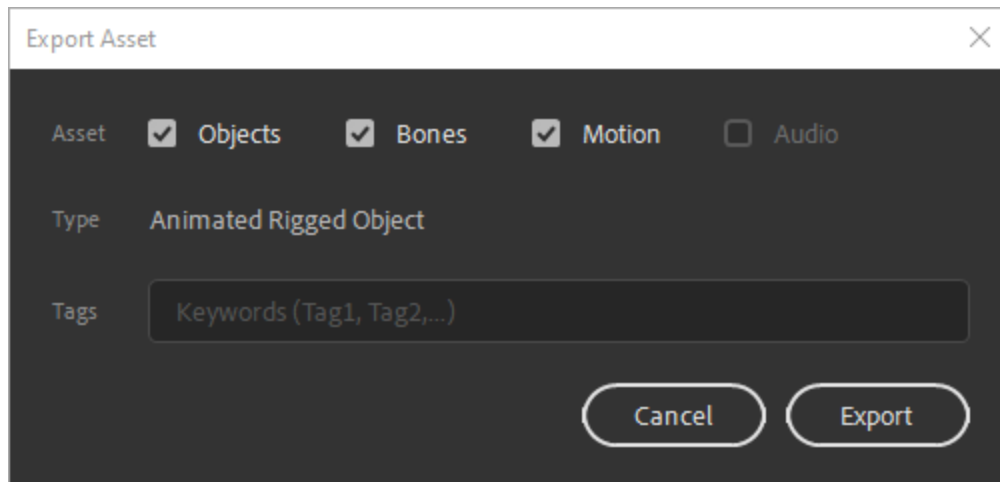 Export Asset
Asset Objects Bones Motion Audio
Type Animated Rigged Object
Tags Keywords (Tag1, Tag2,...)
Cancel Export